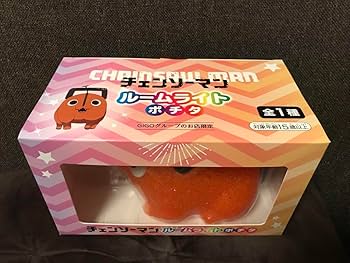 CHAINSAW MAN
チェンソーマン
ルームライト
ポチタ
GiGOグループのお店限定
全1種
対象年齢15歳以上
チェンソーマン ルームライト ポチタ